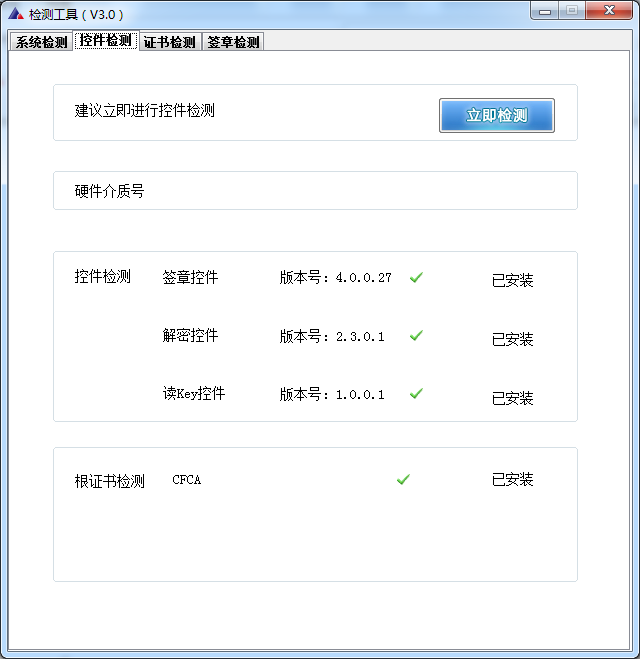 检测工具（V3.0）
系统检测 控件检测 证书检测 签章检测
建议立即进行控件检测 立即检测
硬件介质号
控件检测 签章控件 版本号：4.0.0.27 已安装
解密控件 版本号：2.3.0.1 已安装
读Key控件 版本号：1.0.0.1 已安装
根证书检测 CFCA 已安装